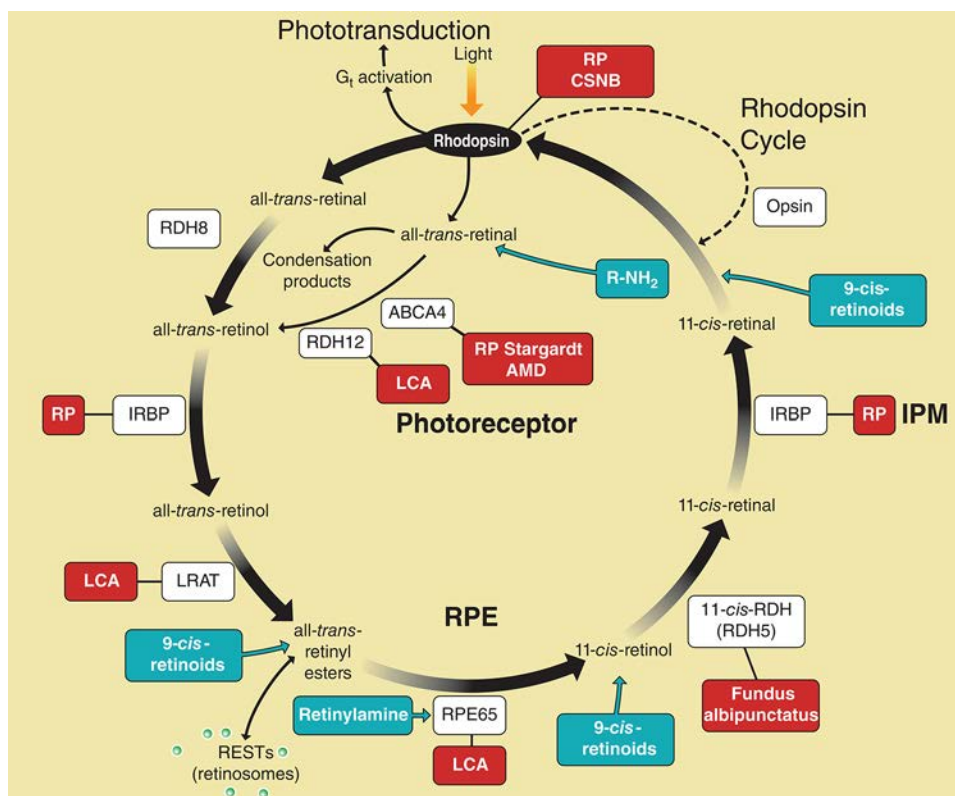 Phototransduction
Light
Gt activation
RP
CSNB
Rhodopsin
Rhodopsin
Cycle
all-trans-retinal
Opsin
RDH8
all-trans-retinal
Condensation
products
R-NH2
9-cis-
retinoids
all-trans-retinol
ABCA4
11-cis-retinal
RDH12
RP Stargardt
AMD
LCA
RP
IRBP
Photoreceptor
IRBP
RP
IPM
all-trans-retinol
11-cis-retinal
LCA
LRAT
RPE
11-cis-RDH
(RDH5)
9-cis-
retinoids
all-trans-
retinyl
esters
11-cis-retinol
Fundus
albipunctatus
Retinylamine
RPE65
9-cis-
retinoids
RESTs
(retinosomes)
LCA